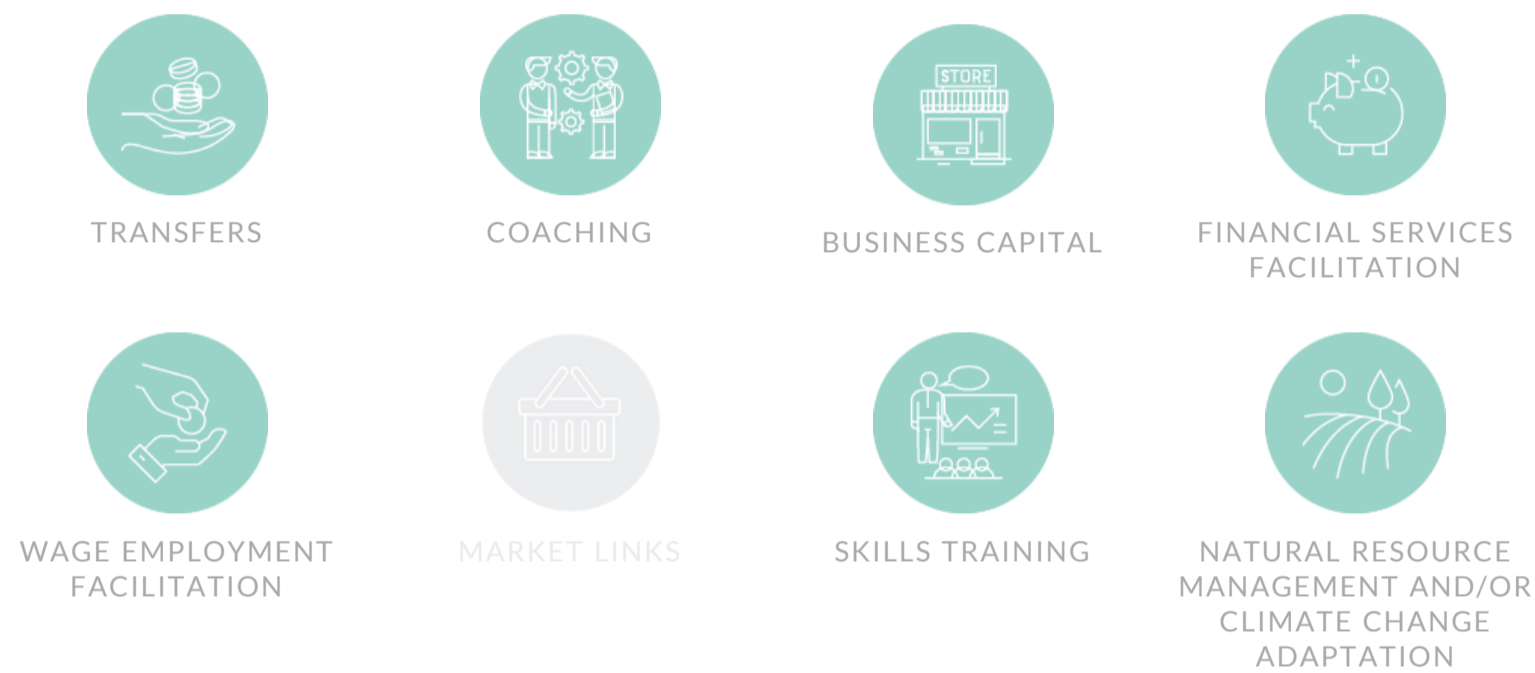 STORE
TRANSFERS
COACHING
BUSINESS CAPITAL
FINANCIAL SERVICES
FACILITATION
WAGE EMPLOYMENT
FACILITATION
MARKET LINKS
SKILLS TRAINING
NATURAL RESOURCE
MANAGEMENT AND/OR
CLIMATE CHANGE
ADAPTATION